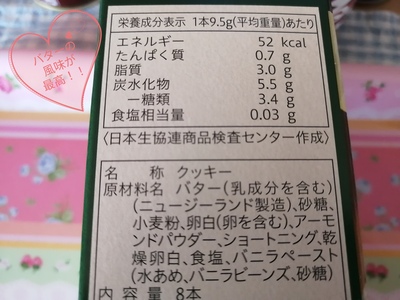 栄養成分表示 1本9.5g(平均重量)あたり
エネルギー 52 kcal
たんぱく質 0.7 g
脂質 3.0 g
炭水化物 5.5 g
－糖類 3.4 g
食塩相当量 0.03 g
〈日本生協連商品検査センター作成〉
名 称 クッキー
原材料名 バター(乳成分を含む)
(ニュージーランド製造)、砂糖、
小麦粉、卵白(卵を含む)、アーモ
ンドパウダー、ショートニング、乾
燥卵白、食塩、バニラペースト
(水あめ、バニラビーンズ、砂糖)
内 容 量 8本
バターの
風味が
最高！！